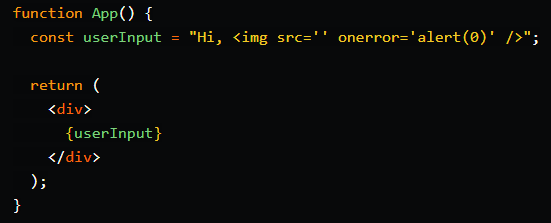 function App() {
  const userInput = "Hi, <img src='' onerror='alert(0)' />";

  return (
    <div>
      {userInput}
    </div>
  );
}